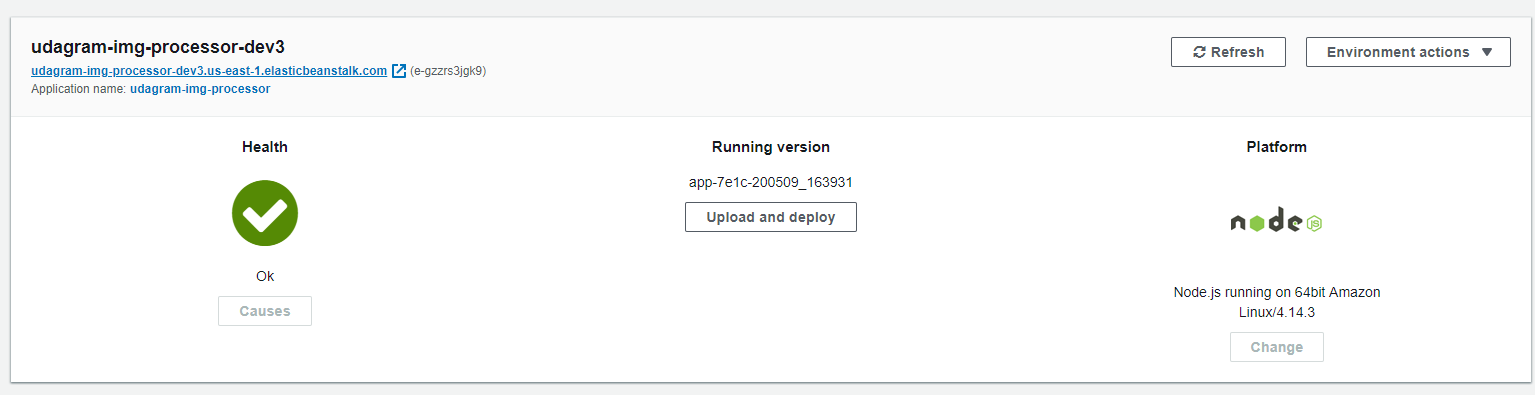 udagram-img-processor-dev3
Refresh
Environment actions
udagram-img-processor-dev3.us-east-1.elasticbeanstalk.com (e-gzzrs3jgk9)
Application name: udagram-img-processor
Health
Running version
Platform
app-7e1c-200509_163931
Upload and deploy
node JS
Ok
Causes
Node.js running on 64bit Amazon
Linux/4.14.3
Change